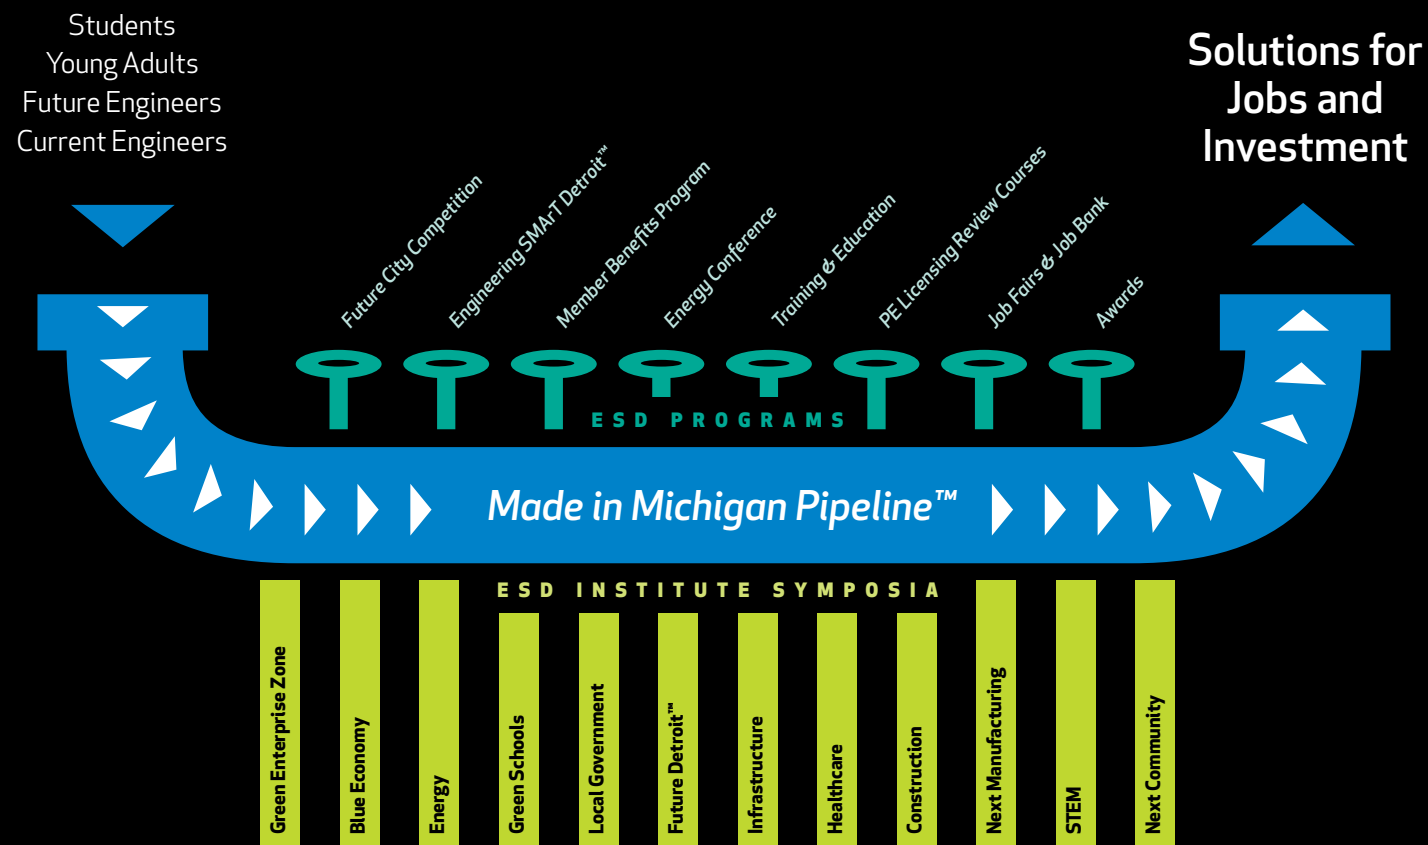 Students
Young Adults
Future Engineers
Current Engineers
Solutions for
Jobs and
Investment
Future City Competition
Engineering SMArT Detroit™
Member Benefits Program
Energy Conference
Training & Education
PE Licensing Review Courses
Job Fairs & Job Bank
Awards
ESD PROGRAMS
Made in Michigan Pipeline™
ESD INSTITUTE SYMPOSIA
Green Enterprise Zone
Blue Economy
Energy
Green Schools
Local Government
Future Detroit™
Infrastructure
Healthcare
Construction
Next Manufacturing
STEM
Next Community